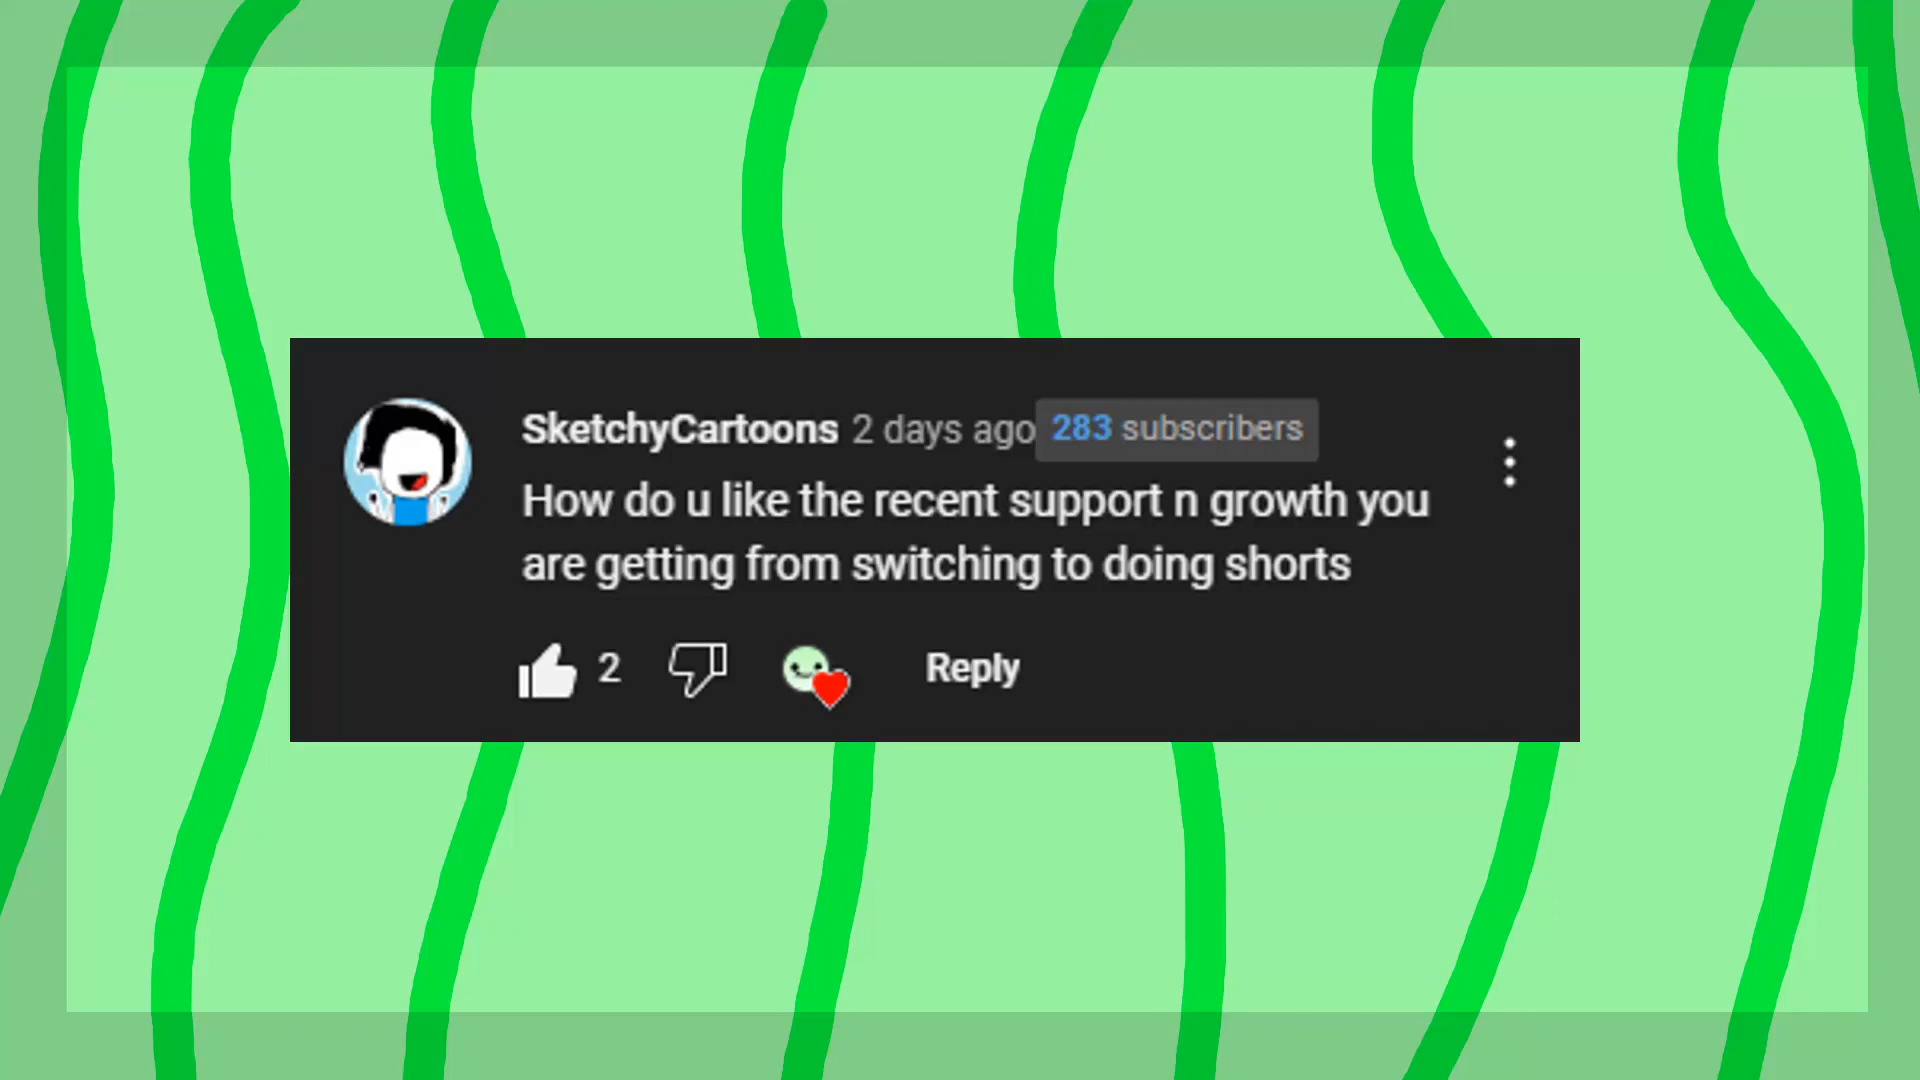 SketchyCartoons 2 days ago 283 subscribers
How do u like the recent support n growth you
are getting from switching to doing shorts
2 Reply